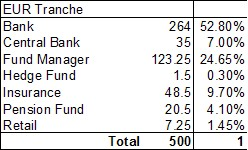 EUR Tranche
Bank 264 52.80%
Central Bank 35 7.00%
Fund Manager 123.25 24.65%
Hedge Fund 1.5 0.30%
Insurance 48.5 9.70%
Pension Fund 20.5 4.10%
Retail 7.25 1.45%
Total 500 1